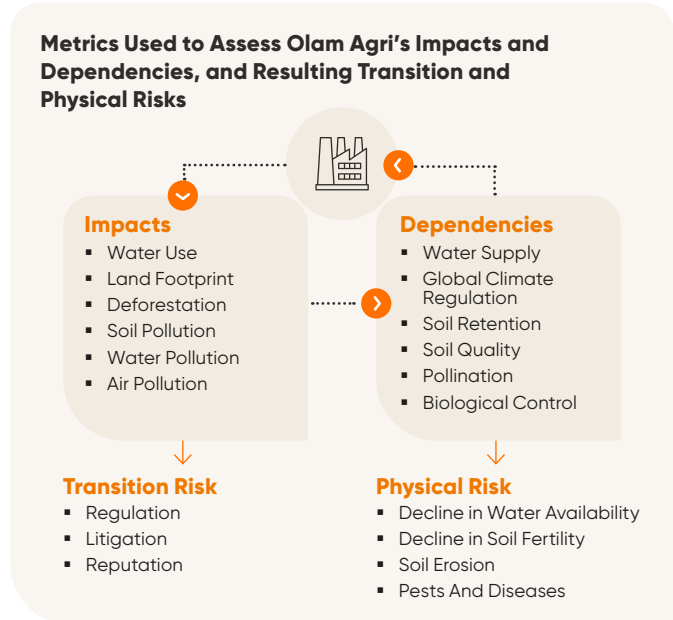 Metrics Used to Assess Olam Agri's Impacts and
Dependencies, and Resulting Transition and
Physical Risks
Impacts
▪ Water Use
▪ Land Footprint
▪ Deforestation
▪ Soil Pollution
▪ Water Pollution
▪ Air Pollution
Dependencies
▪ Water Supply
▪ Global Climate
Regulation
▪ Soil Retention
▪ Soil Quality
▪ Pollination
▪ Biological Control
Transition Risk
▪ Regulation
▪ Litigation
▪ Reputation
Physical Risk
▪ Decline in Water Availability
▪ Decline in Soil Fertility
▪ Soil Erosion
▪ Pests And Diseases